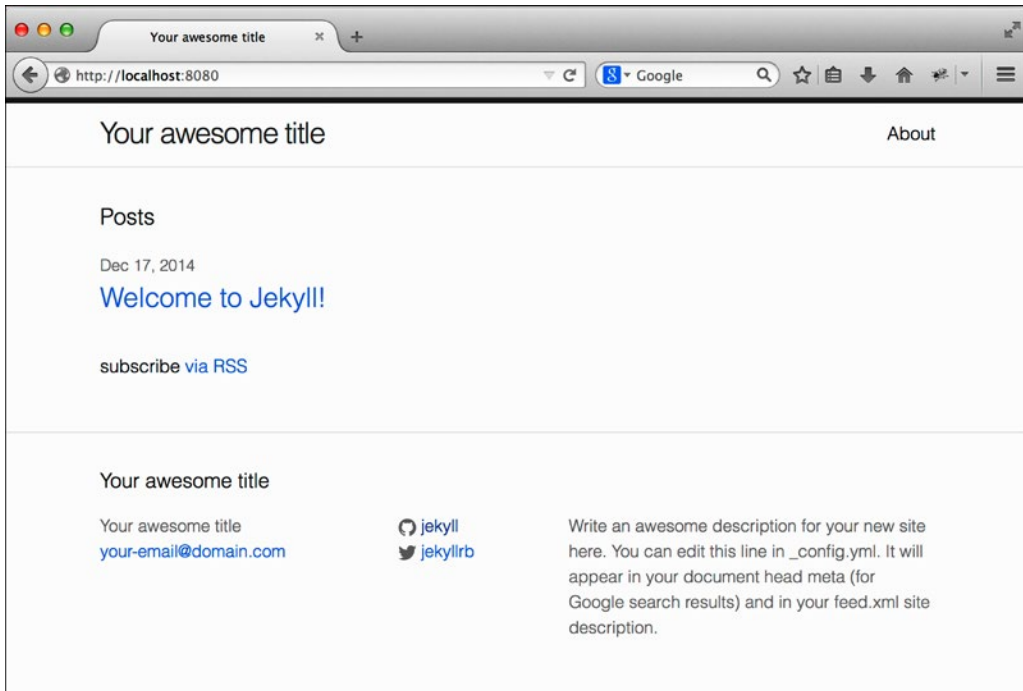 Your awesome title
http://localhost:8080
8 Google
Your awesome title
About
Posts
Dec 17, 2014
Welcome to Jekyll!
subscribe via RSS
Your awesome title
Your awesome title
your-email@domain.com
jekyll
jekyllrb
Write an awesome description for your new site
here. You can edit this line in _config.yml. It will
appear in your document head meta (for
Google search results) and in your feed.xml site
description.